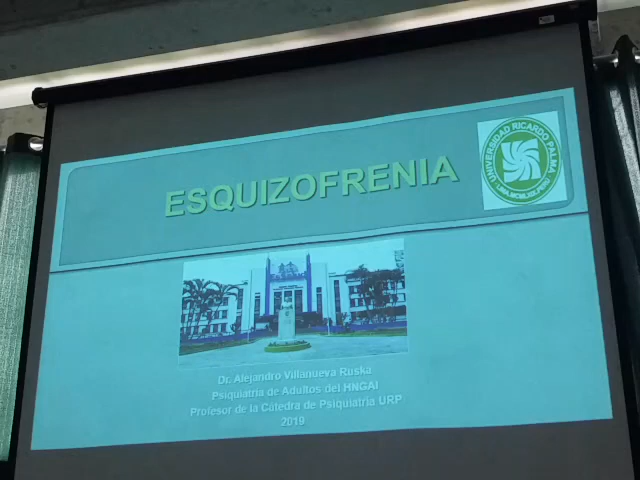 ESQUIZOFRENIA
UNIVERSIDAD RICARDO PALMA
Dr. Alejandro Villanueva Ruska
Psiquiatría de Adultos del HNGAI
Profesor de la Cátedra de Psiquiatría URP
2019